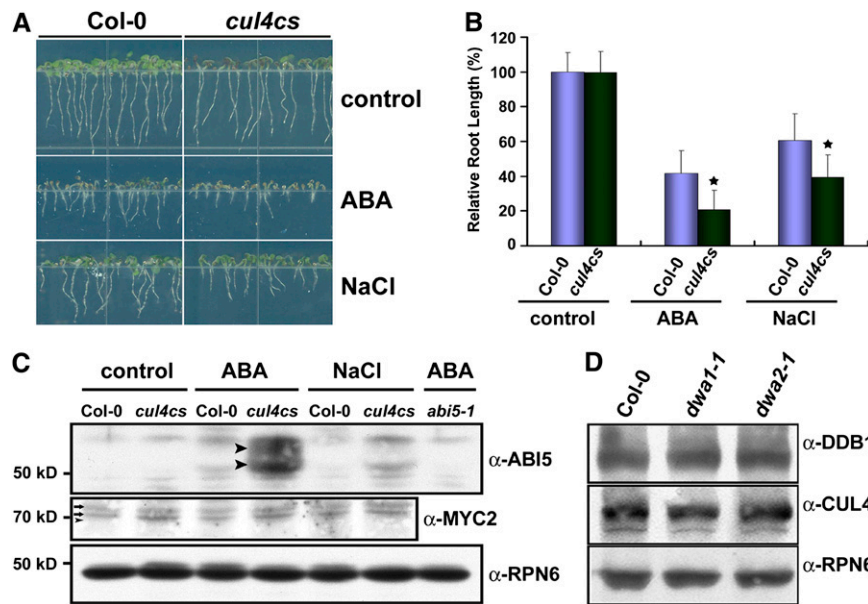 A
Col-0 cul4cs
control
ABA
NaCl
B
Relative Root Length (%)
120
100
80
60
40
20
0
Col-0 cul4cs Col-0 cul4cs Col-0 cul4cs
control ABA NaCl
C
control ABA NaCl ABA
Col-0 cul4cs Col-0 cul4cs Col-0 cul4cs abi5-1
50 kD
α-ABI5
70 kD
α-MYC2
50 kD
α-RPN6
D
Col-0 dwa1-1 dwa2-1
α-DDB1
α-CUL4
α-RPN6